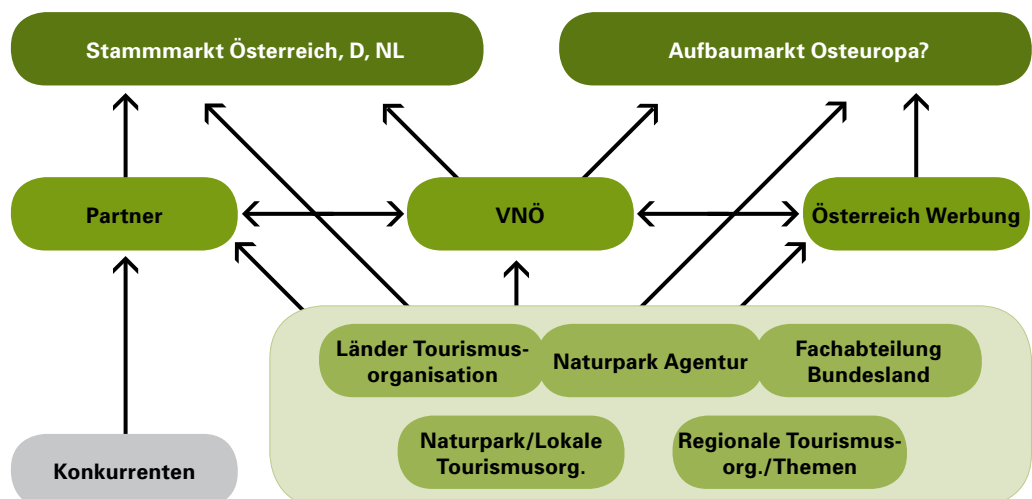 Stammmarkt Österreich, D, NL
Aufbaumarkt Osteuropa?
Partner
VNÖ
Österreich Werbung
Länder Tourismus-
organisation
Naturpark Agentur
Fachabteilung
Bundesland
Naturpark/Lokale
Tourismusorg.
Regionale Tourismus-
org./Themen
Konkurrenten